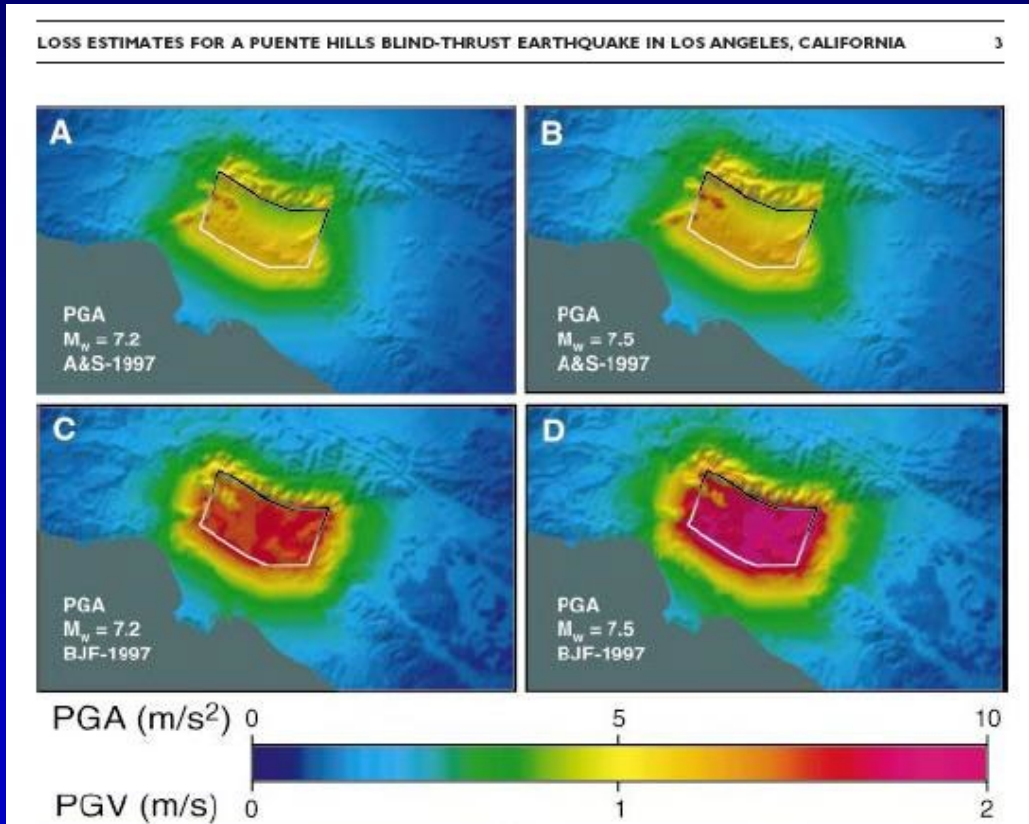 LOSS ESTIMATES FOR A PUENTE HILLS BLIND-THRUST EARTHQUAKE IN LOS ANGELES, CALIFORNIA 3
A
PGA
Mw = 7.2
A&S-1997
B
PGA
Mw = 7.5
A&S-1997
C
PGA
Mw = 7.2
BJF-1997
D
PGA
Mw = 7.5
BJF-1997
PGA (m/s²) 0 5 10
PGV (m/s) 0 1 2